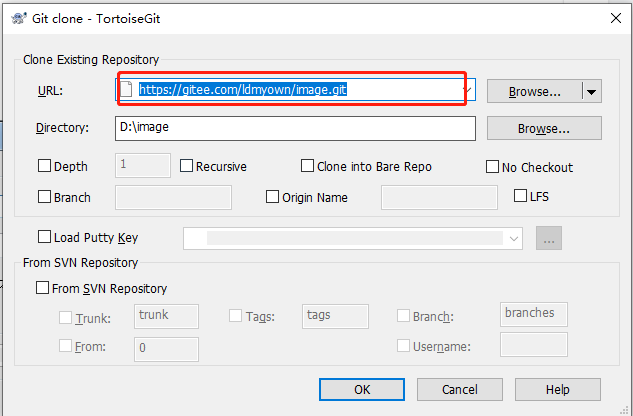 Git clone - TortoiseGit
Clone Existing Repository
URL: https://gitee.com/ldmyown/image.git Browse...
Directory: D:\image Browse...
Depth 1 Recursive Clone into Bare Repo No Checkout
Branch Origin Name LFS
Load Putty Key ...
From SVN Repository
From SVN Repository
Trunk: trunk Tags: tags Branch: branches
From: 0 Username:
OK Cancel Help